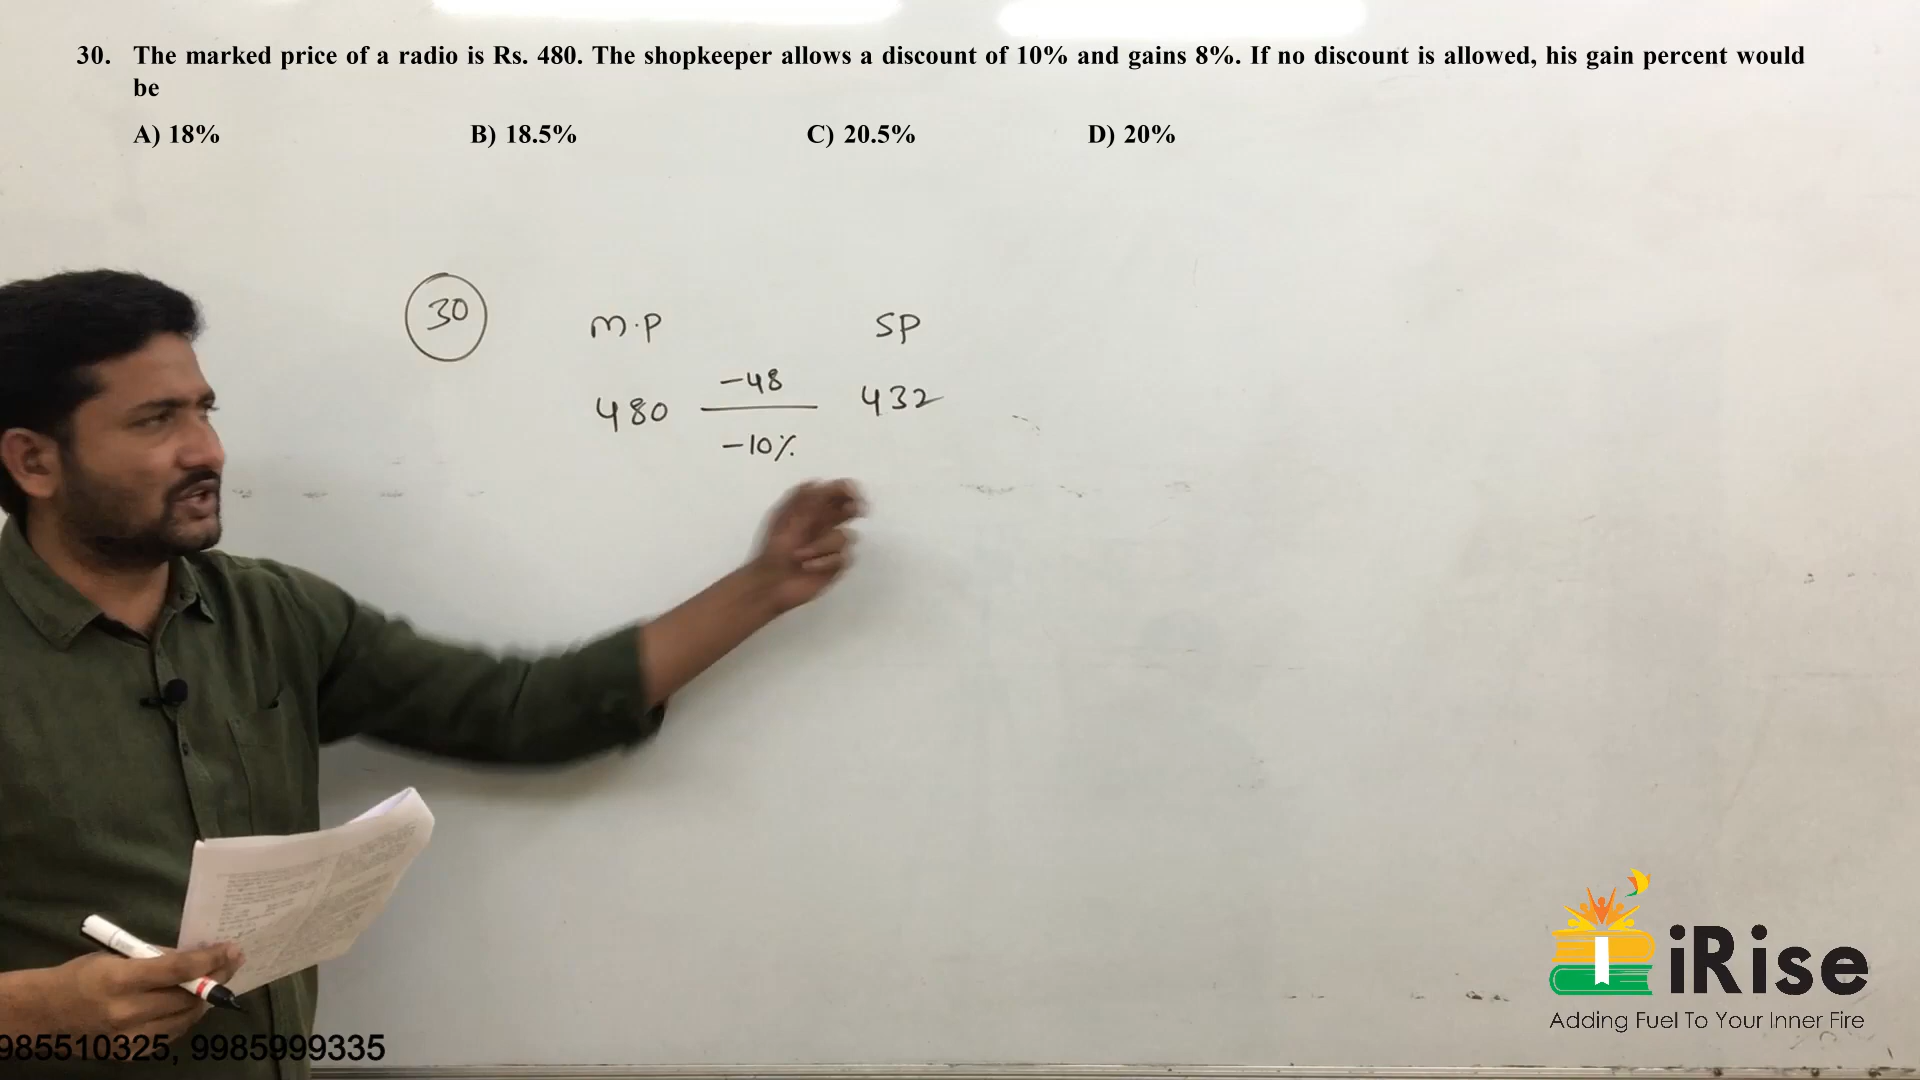 30. The marked price of a radio is Rs. 480. The shopkeeper allows a discount of 10% and gains 8%. If no discount is allowed, his gain percent would
be
A) 18% B) 18.5% C) 20.5% D) 20%
30
M.P SP
480 -48 432
-10%
iRise
Adding Fuel To Your Inner Fire
985510325, 9985999335